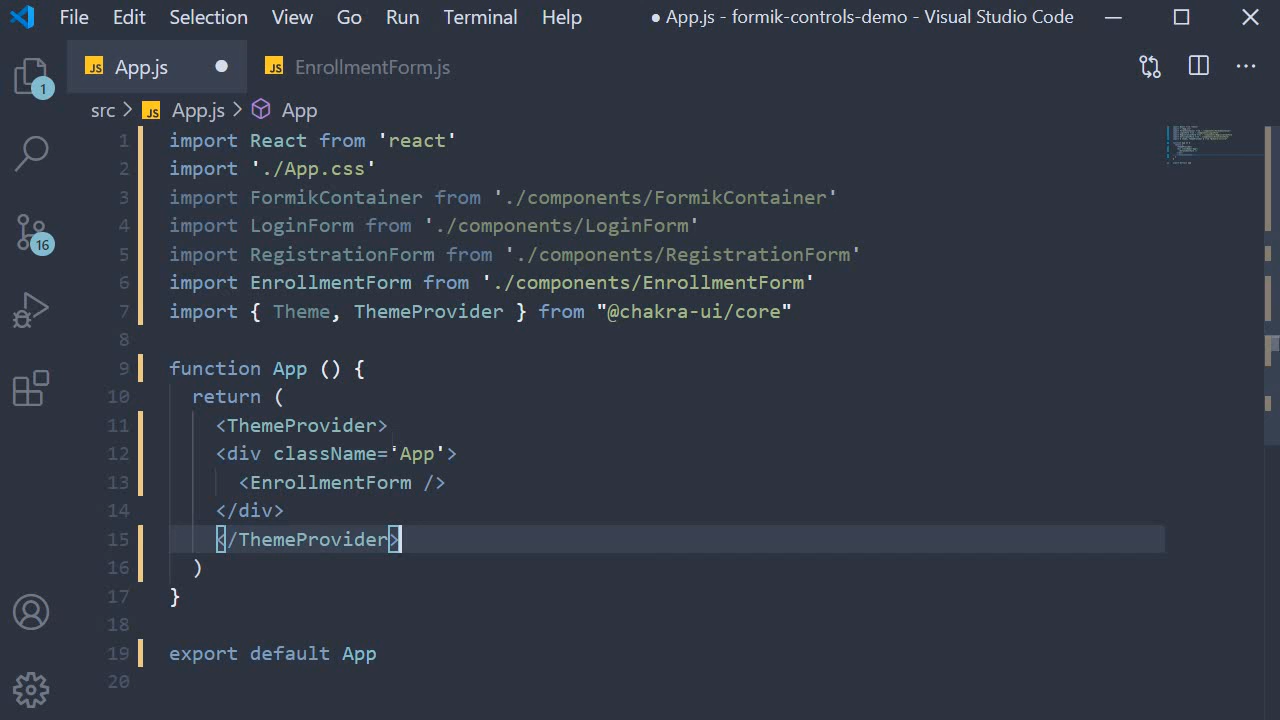 File Edit Selection View Go Run Terminal Help ● App.js - formik-controls-demo - Visual Studio Code
JS App.js ● JS EnrollmentForm.js
1
src > JS App.js > App
1 import React from 'react'
2 import './App.css'
3 import FormikContainer from './components/FormikContainer'
4 import LoginForm from './components/LoginForm'
5 import RegistrationForm from './components/RegistrationForm'
16
6 import EnrollmentForm from './components/EnrollmentForm'
7 import { Theme, ThemeProvider } from "@chakra-ui/core"
8
9 function App () {
10 return (
11 <ThemeProvider>
12 <div className='App'>
13 <EnrollmentForm />
14 </div>
15 </ThemeProvider>
16 )
17 }
18
19 export default App
20